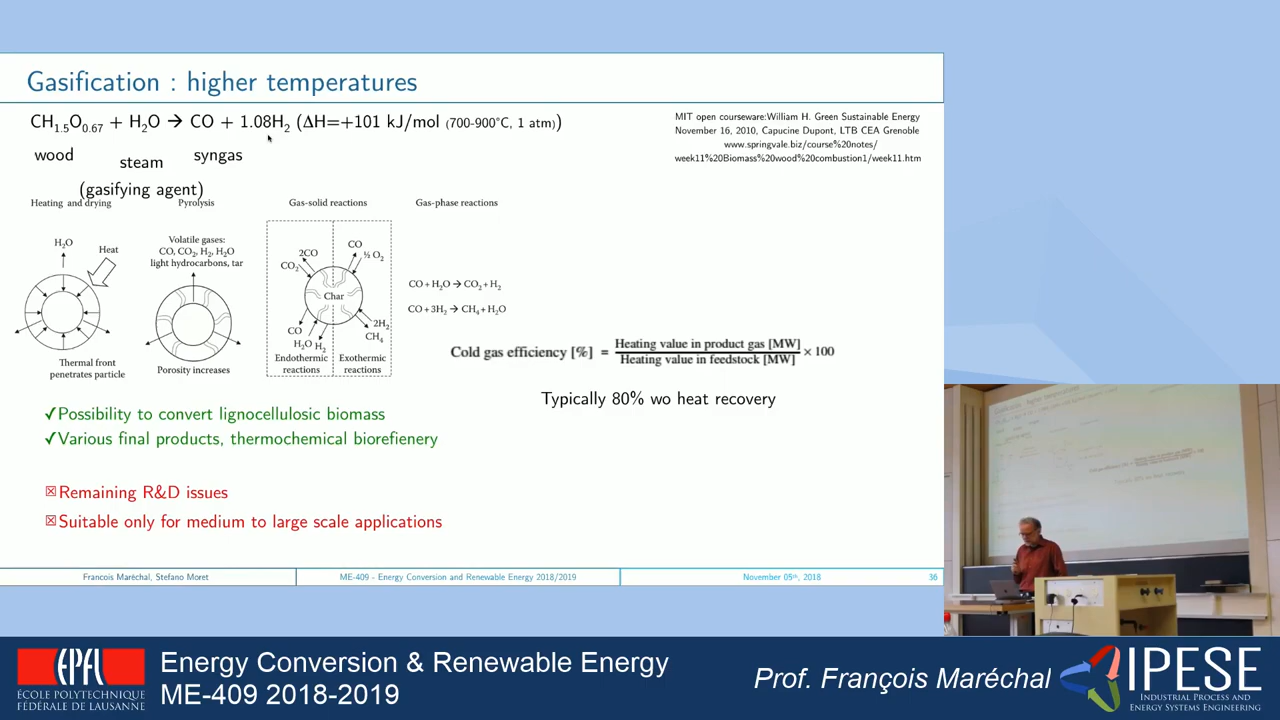 Gasification : higher temperatures
CH1.5O0.67 + H2O → CO + 1.08H2 (ΔH=+101 kJ/mol (700-900°C, 1 atm))
wood
steam
syngas
(gasifying agent)
MIT open courseware:William H. Green Sustainable Energy
November 16, 2010, Capucine Dupont, LTB CEA Grenoble
www.springvale.biz/course%20notes/
week11%20Biomass%20wood%20combustion1/week11.htm
Heating and drying
Pyrolysis
Gas-solid reactions
Gas-phase reactions
H2O
Heat
Thermal front
penetrates particle
Volatile gases:
CO, CO2, H2, H2O
light hydrocarbons, tar
Porosity increases
2CO
CO
CO2
½ O2
Char
CO
H2O
H2
2H2
CH4
Endothermic
reactions
Exothermic
reactions
CO + H2O → CO2 + H2
CO + 3H2 → CH4 + H2O
Cold gas efficiency [%] = Heating value in product gas [MW] / Heating value in feedstock [MW] × 100
Typically 80% wo heat recovery
✓Possibility to convert lignocellulosic biomass
✓Various final products, thermochemical biorefienery
☒Remaining R&D issues
☒Suitable only for medium to large scale applications
Francois Maréchal, Stefano Moret
ME-409 - Energy Conversion and Renewable Energy 2018/2019
November 05th, 2018
36
EPFL
ÉCOLE POLYTECHNIQUE
FÉDÉRALE DE LAUSANNE
Energy Conversion & Renewable Energy
ME-409 2018-2019
Prof. François Maréchal
IPESE
Industrial Process and
Energy Systems Engineering